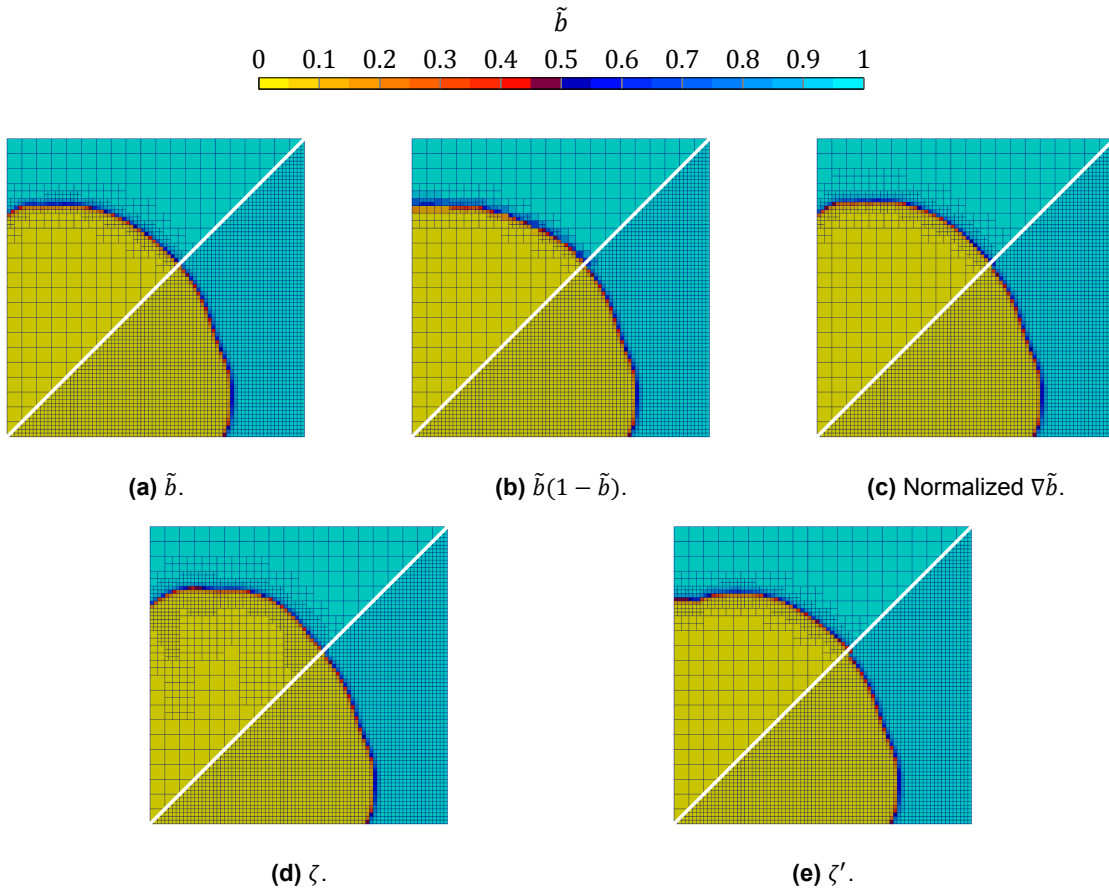 b̃
0 0.1 0.2 0.3 0.4 0.5 0.6 0.7 0.8 0.9 1
(a) b̃.
(b) b̃(1 − b̃).
(c) Normalized ∇b̃.
(d) ζ.
(e) ζ′.